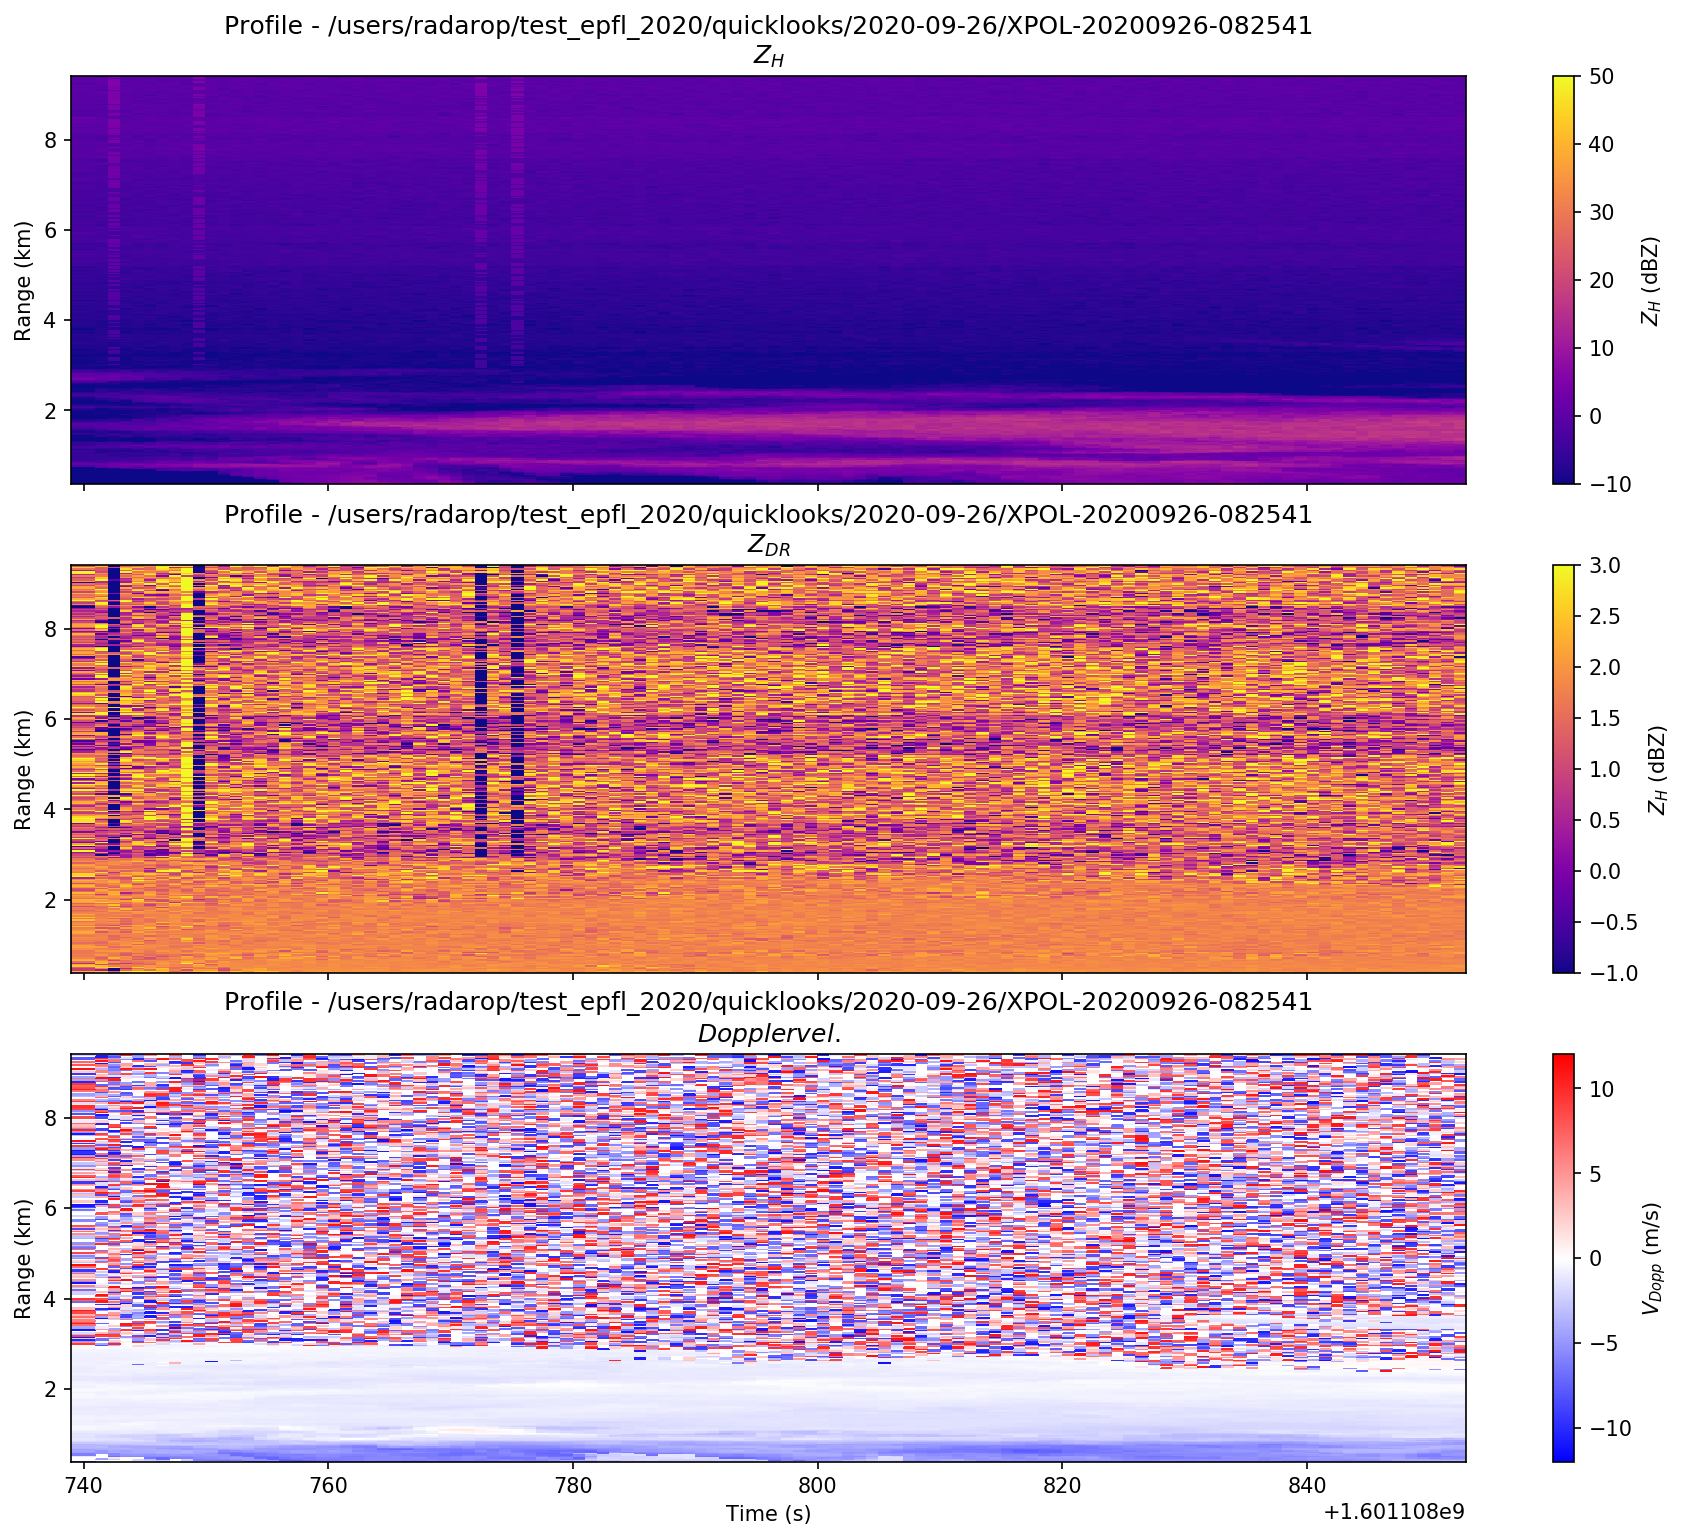 Profile - /users/radarop/test_epfl_2020/quicklooks/2020-09-26/XPOL-20200926-082541
Z_H
8
6
4
2
Range (km)
50
40
30
20
10
0
−10
Z_H (dBZ)
Profile - /users/radarop/test_epfl_2020/quicklooks/2020-09-26/XPOL-20200926-082541
Z_DR
8
6
4
2
Range (km)
3.0
2.5
2.0
1.5
1.0
0.5
0.0
−0.5
−1.0
Z_H (dBZ)
Profile - /users/radarop/test_epfl_2020/quicklooks/2020-09-26/XPOL-20200926-082541
Dopplervel.
8
6
4
2
Range (km)
10
5
0
−5
−10
V_Dopp (m/s)
740 760 780 800 820 840
Time (s)
+1.601108e9